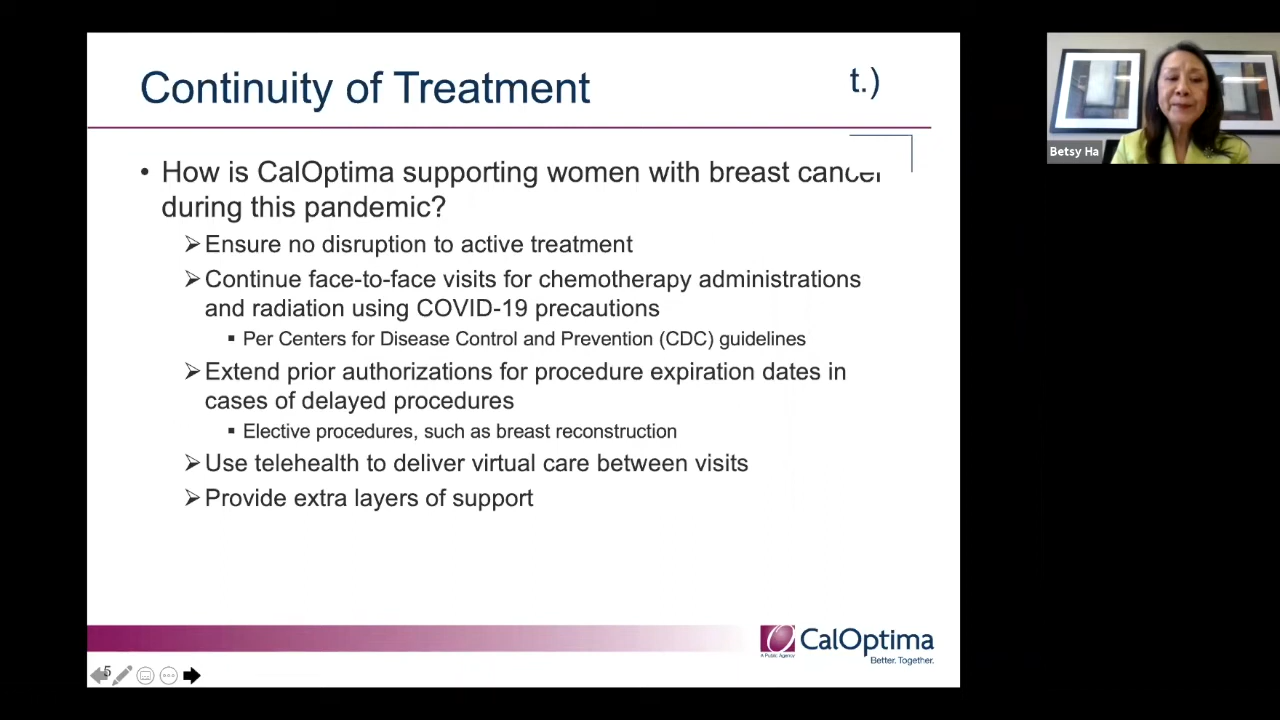 Continuity of Treatment
t.)
• How is CalOptima supporting women with breast cancer
during this pandemic?
➢Ensure no disruption to active treatment
➢Continue face-to-face visits for chemotherapy administrations
and radiation using COVID-19 precautions
▪ Per Centers for Disease Control and Prevention (CDC) guidelines
➢Extend prior authorizations for procedure expiration dates in
cases of delayed procedures
▪ Elective procedures, such as breast reconstruction
➢Use telehealth to deliver virtual care between visits
➢Provide extra layers of support
Betsy Ha
CalOptima
A Public Agency
Better. Together.
5